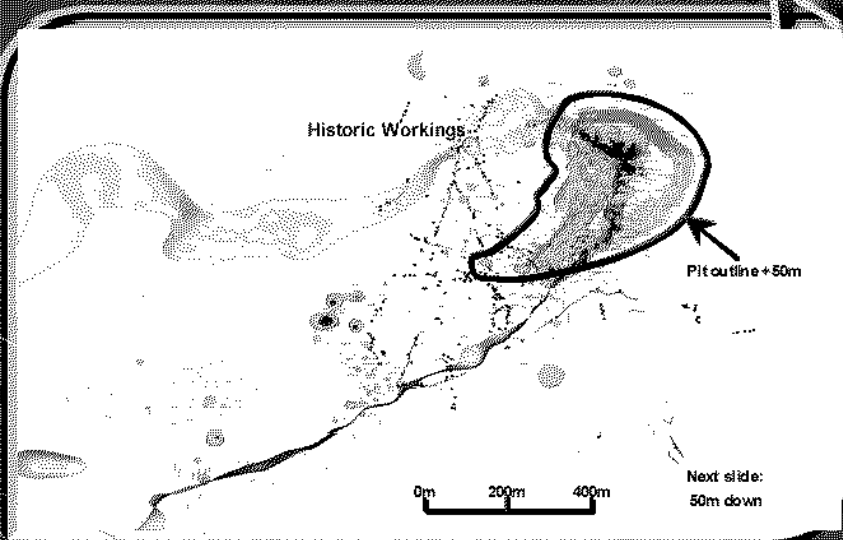 Historic Workings
Pit outline +50m
0m 200m 400m
Next slide:
50m down